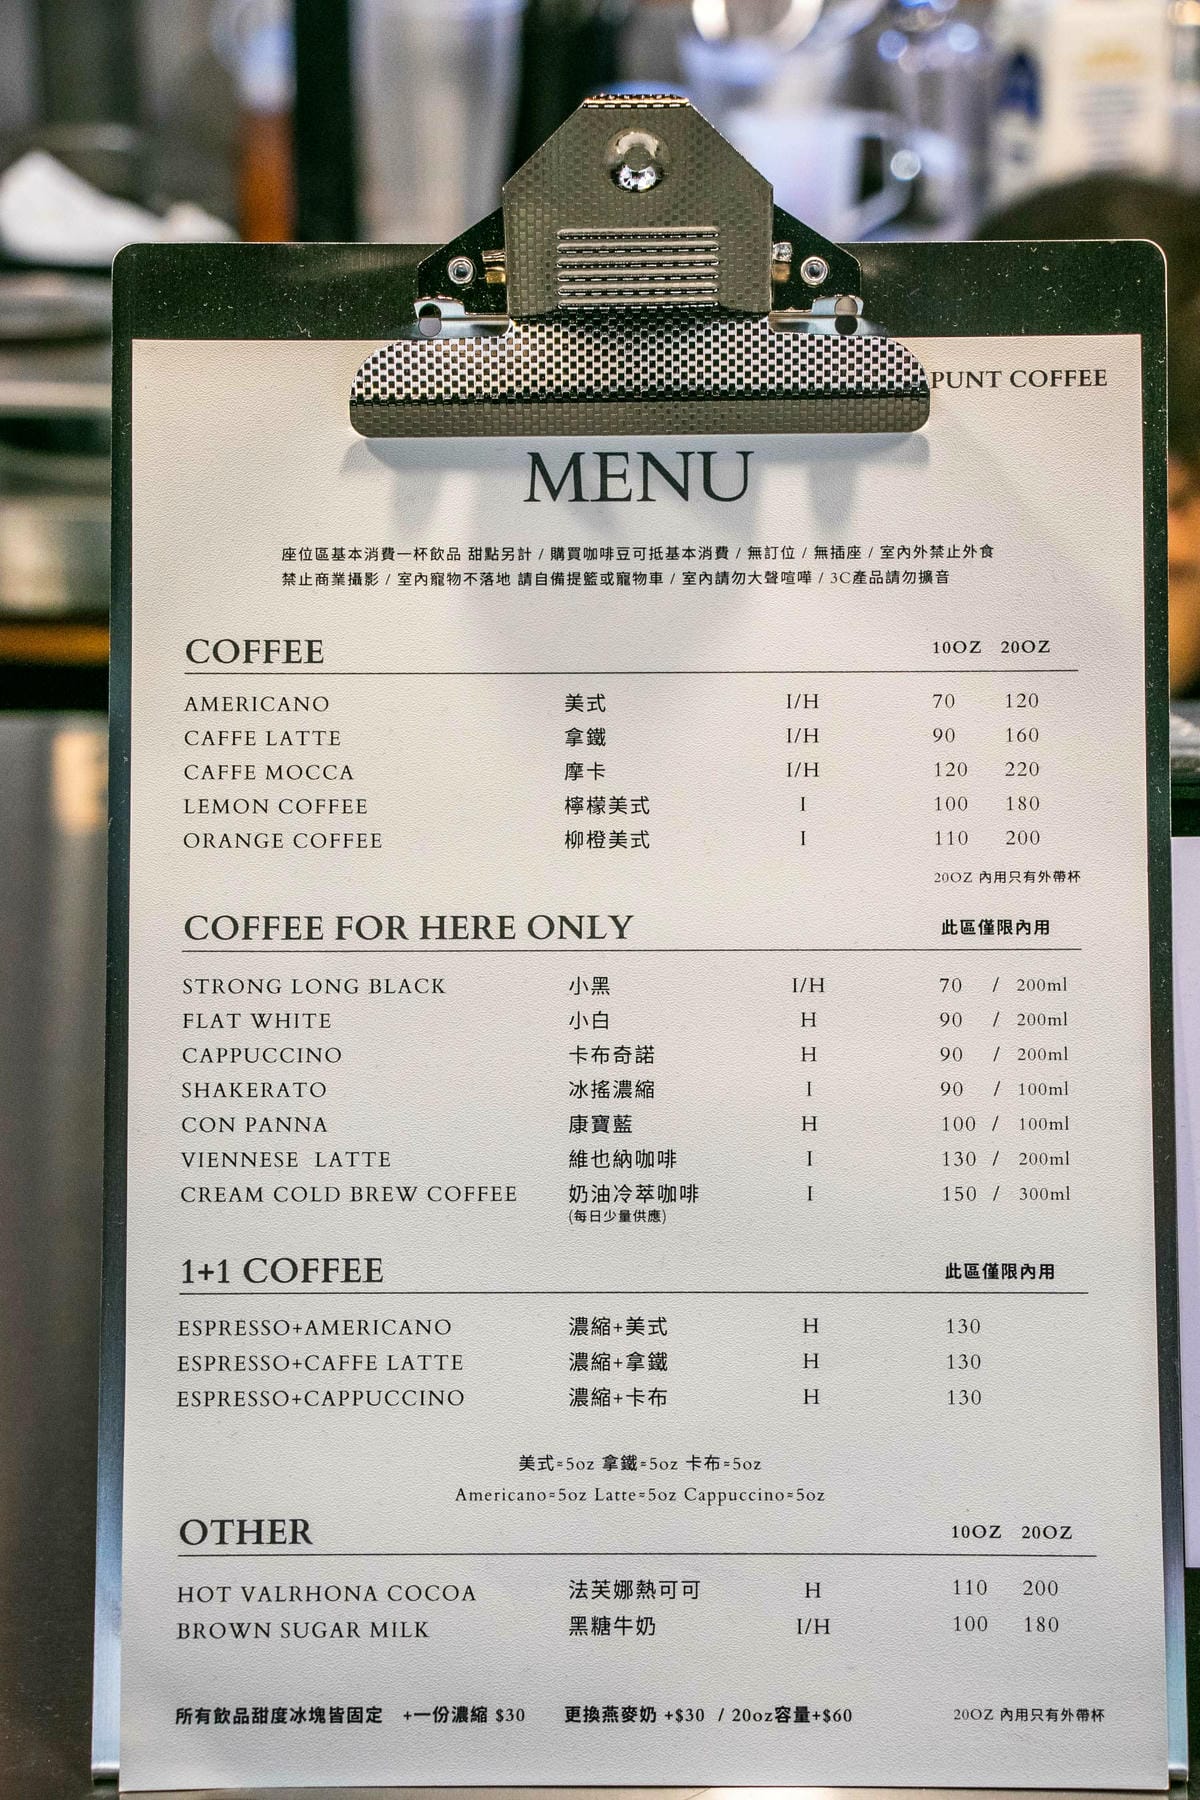 PUNT COFFEE
MENU
座位區基本消費一杯飲品 甜點另計 / 購買咖啡豆可抵基本消費 / 無訂位 / 無插座 / 室內外禁止外食
禁止商業攝影 / 室內寵物不落地 請自備提籃或寵物車 / 室內請勿大聲喧嘩 / 3C產品請勿擴音
COFFEE 10OZ 20OZ
AMERICANO 美式 I/H 70 120
CAFFE LATTE 拿鐵 I/H 90 160
CAFFE MOCCA 摩卡 I/H 120 220
LEMON COFFEE 檸檬美式 I 100 180
ORANGE COFFEE 柳橙美式 I 110 200
20OZ 內用只有外帶杯
COFFEE FOR HERE ONLY 此區僅限內用
STRONG LONG BLACK 小黑 I/H 70 / 200ml
FLAT WHITE 小白 H 90 / 200ml
CAPPUCCINO 卡布奇諾 H 90 / 200ml
SHAKERATO 冰搖濃縮 I 90 / 100ml
CON PANNA 康寶藍 H 100 / 100ml
VIENNESE LATTE 維也納咖啡 I 130 / 200ml
CREAM COLD BREW COFFEE 奶油冷萃咖啡 I 150 / 300ml
(每日少量供應)
1+1 COFFEE 此區僅限內用
ESPRESSO+AMERICANO 濃縮+美式 H 130
ESPRESSO+CAFFE LATTE 濃縮+拿鐵 H 130
ESPRESSO+CAPPUCCINO 濃縮+卡布 H 130
美式=5oz 拿鐵=5oz 卡布=5oz
Americano=5oz Latte=5oz Cappuccino=5oz
OTHER 10OZ 20OZ
HOT VALRHONA COCOA 法芙娜熱可可 H 110 200
BROWN SUGAR MILK 黑糖牛奶 I/H 100 180
所有飲品甜度冰塊皆固定 +一份濃縮 $30 更換燕麥奶 +$30 / 20oz容量+$60 20OZ 內用只有外帶杯